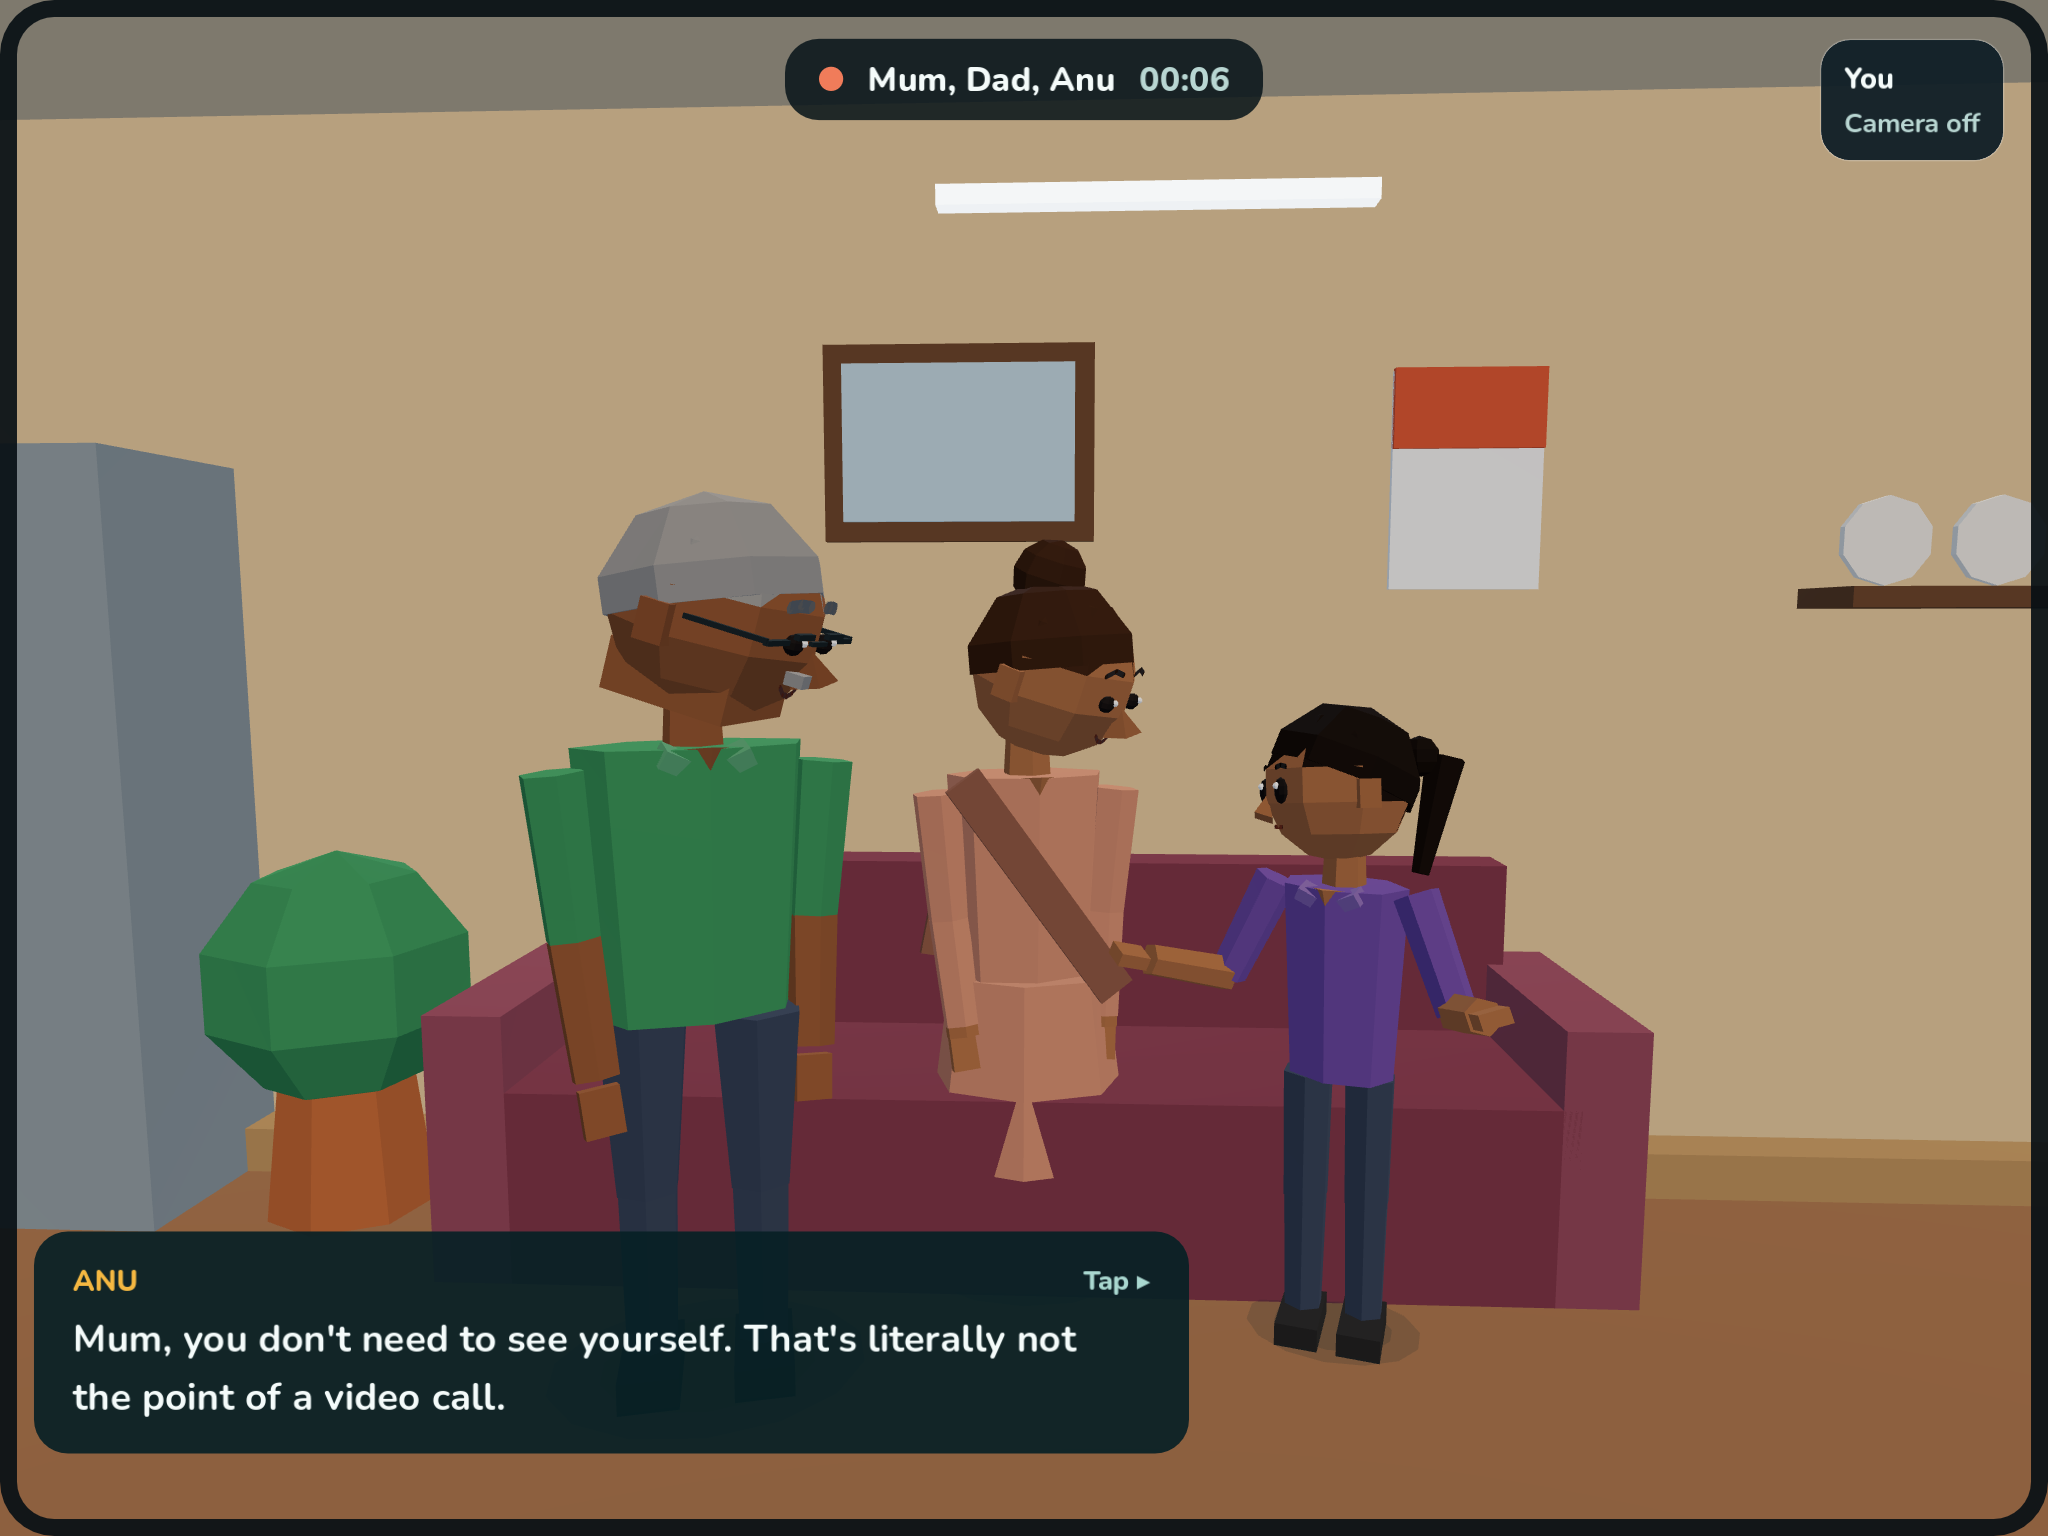 Mum, Dad, Anu 00:06
You
Camera off
ANU
Tap ▸
Mum, you don't need to see yourself. That's literally not
the point of a video call.